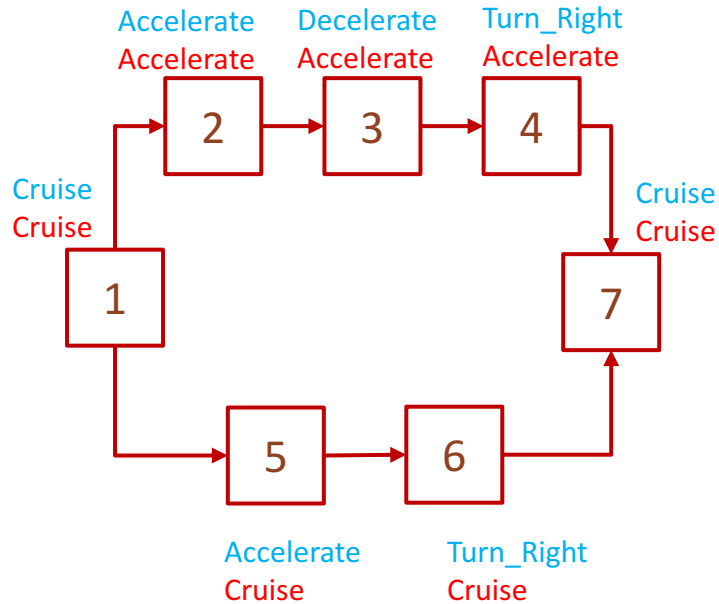 Accelerate
Accelerate
Decelerate
Accelerate
Turn_Right
Accelerate
2
3
4
Cruise
Cruise
Cruise
Cruise
1
7
5
6
Accelerate
Cruise
Turn_Right
Cruise